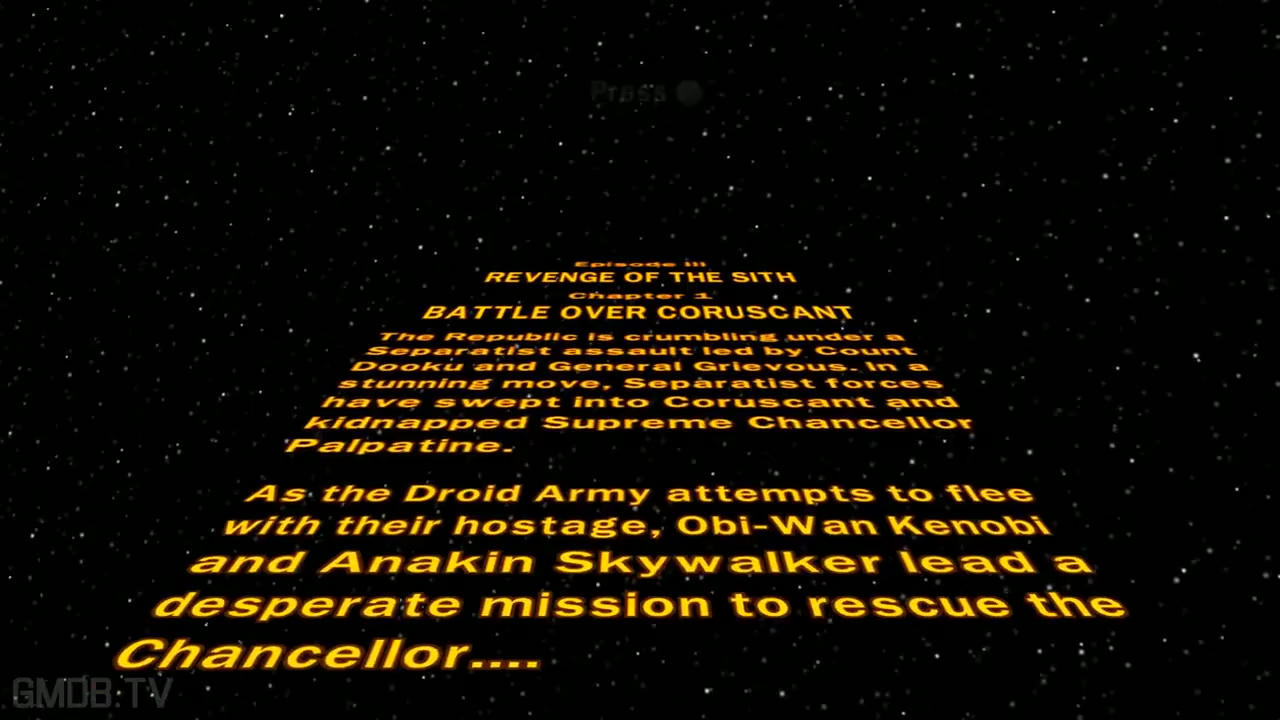 Press
Episode III
REVENGE OF THE SITH
Chapter 1
BATTLE OVER CORUSCANT
The Republic is crumbling under a
Separatist assault led by Count
Dooku and General Grievous. In a
stunning move, Separatist forces
have swept into Coruscant and
kidnapped Supreme Chancellor
Palpatine.
As the Droid Army attempts to flee
with their hostage, Obi-Wan Kenobi
and Anakin Skywalker lead a
desperate mission to rescue the
Chancellor....
GMDB.TV